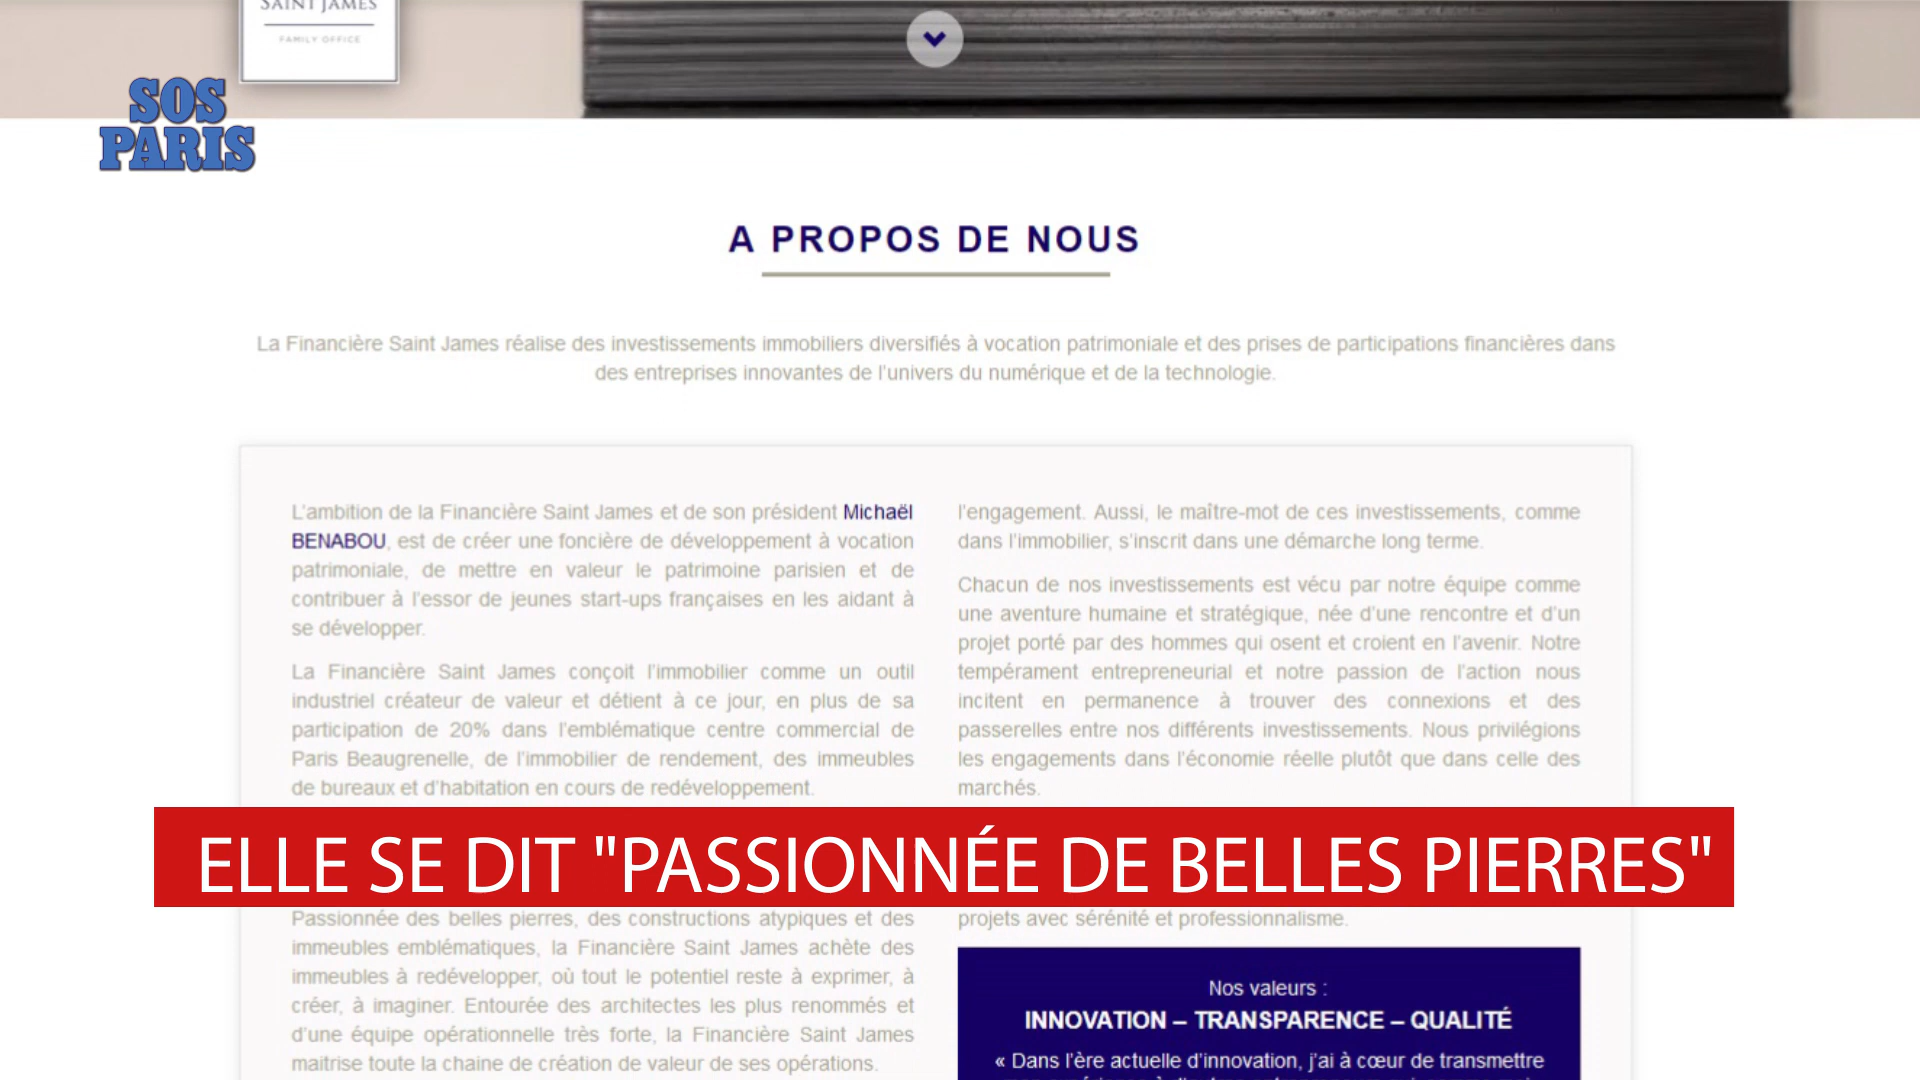 SAINT JAMES
FAMILY OFFICE
SOS
PARIS
A PROPOS DE NOUS
La Financière Saint James réalise des investissements immobiliers diversifiés à vocation patrimoniale et des prises de participations financières dans
des entreprises innovantes de l'univers du numérique et de la technologie.
L'ambition de la Financière Saint James et de son président Michaël
BENABOU, est de créer une foncière de développement à vocation
patrimoniale, de mettre en valeur le patrimoine parisien et de
contribuer à l'essor de jeunes start-ups françaises en les aidant à
se développer.
La Financière Saint James conçoit l'immobilier comme un outil
industriel créateur de valeur et détient à ce jour, en plus de sa
participation de 20% dans l'emblématique centre commercial de
Paris Beaugrenelle, de l'immobilier de rendement, des immeubles
de bureaux et d'habitation en cours de redéveloppement.
l'engagement. Aussi, le maître-mot de ces investissements, comme
dans l'immobilier, s'inscrit dans une démarche long terme.
Chacun de nos investissements est vécu par notre équipe comme
une aventure humaine et stratégique, née d'une rencontre et d'un
projet porté par des hommes qui osent et croient en l'avenir. Notre
tempérament entrepreneurial et notre passion de l'action nous
incitent en permanence à trouver des connexions et des
passerelles entre nos différents investissements. Nous privilégions
les engagements dans l'économie réelle plutôt que dans celle des
marchés.
ELLE SE DIT "PASSIONNÉE DE BELLES PIERRES"
Passionnée des belles pierres, des constructions atypiques et des
immeubles emblématiques, la Financière Saint James achète des
immeubles à redévelopper, où tout le potentiel reste à exprimer, à
créer, à imaginer. Entourée des architectes les plus renommés et
d'une équipe opérationnelle très forte, la Financière Saint James
maitrise toute la chaine de création de valeur de ses opérations.
projets avec sérénité et professionnalisme.
Nos valeurs :
INNOVATION – TRANSPARENCE – QUALITÉ
« Dans l'ère actuelle d'innovation, j'ai à cœur de transmettre